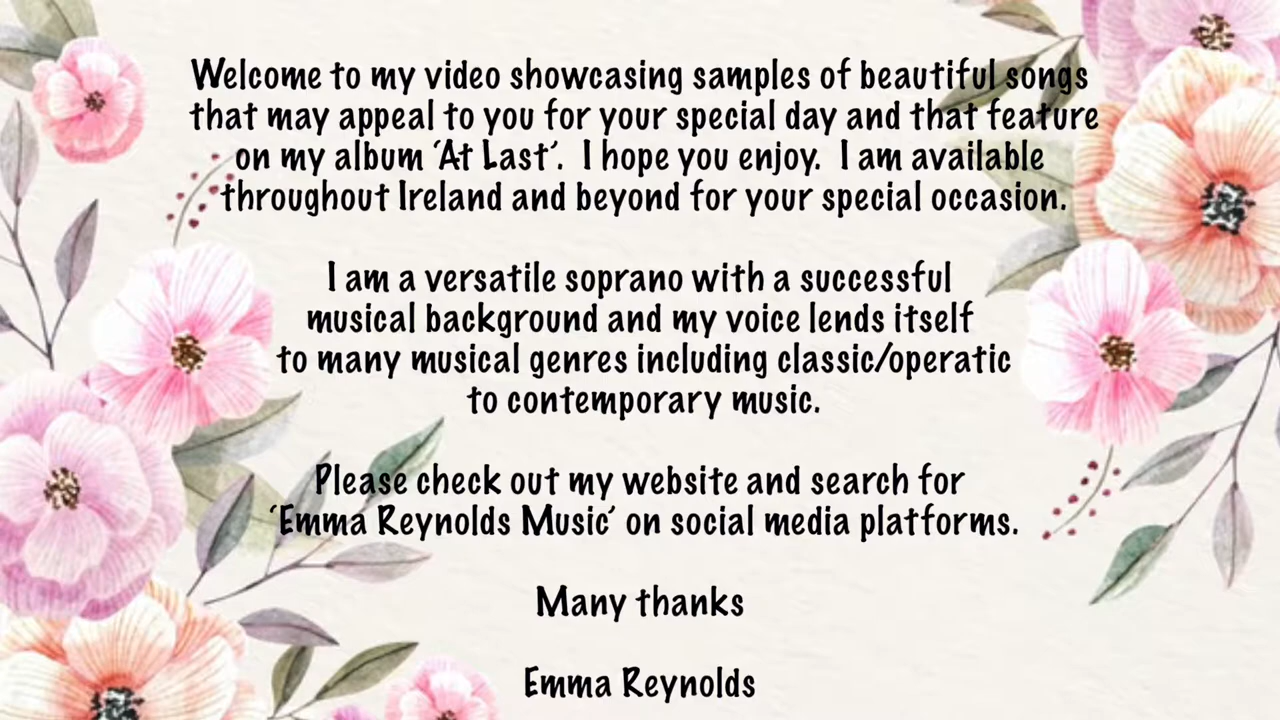 Welcome to my video showcasing samples of beautiful songs
that may appeal to you for your special day and that feature
on my album ‘At Last’.  I hope you enjoy.  I am available
throughout Ireland and beyond for your special occasion.
I am a versatile soprano with a successful
musical background and my voice lends itself
to many musical genres including classic/operatic
to contemporary music.
Please check out my website and search for
‘Emma Reynolds Music’ on social media platforms.
Many thanks
Emma Reynolds